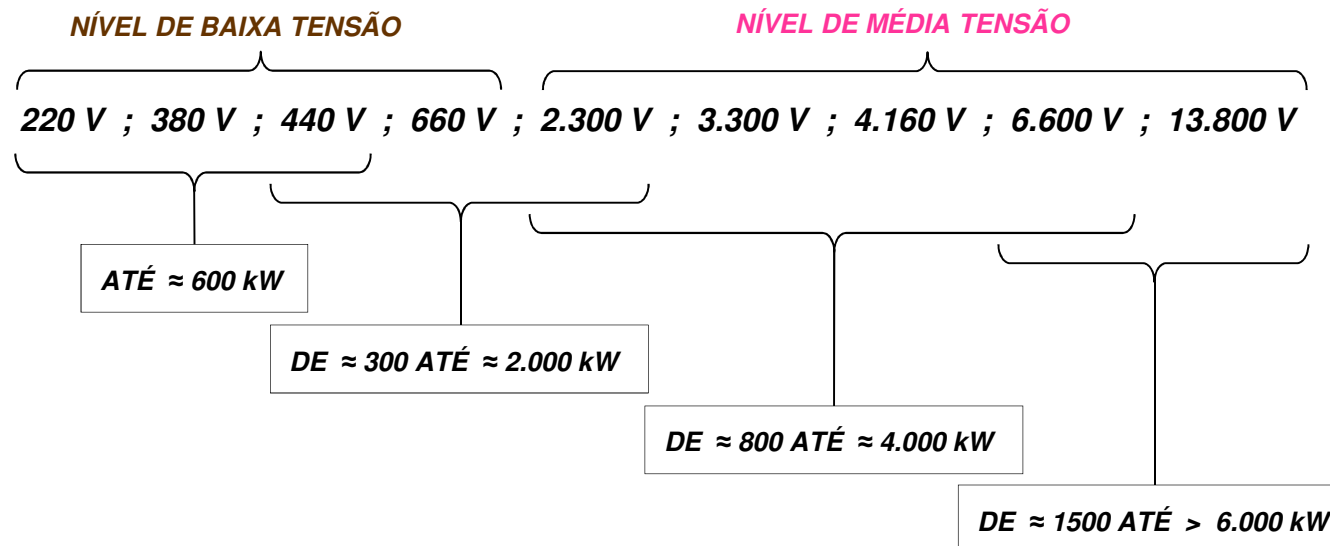 NÍVEL DE BAIXA TENSÃO
NÍVEL DE MÉDIA TENSÃO
220 V ; 380 V ; 440 V ; 660 V ; 2.300 V ; 3.300 V ; 4.160 V ; 6.600 V ; 13.800 V
ATÉ ≈ 600 kW
DE ≈ 300 ATÉ ≈ 2.000 kW
DE ≈ 800 ATÉ ≈ 4.000 kW
DE ≈ 1500 ATÉ > 6.000 kW